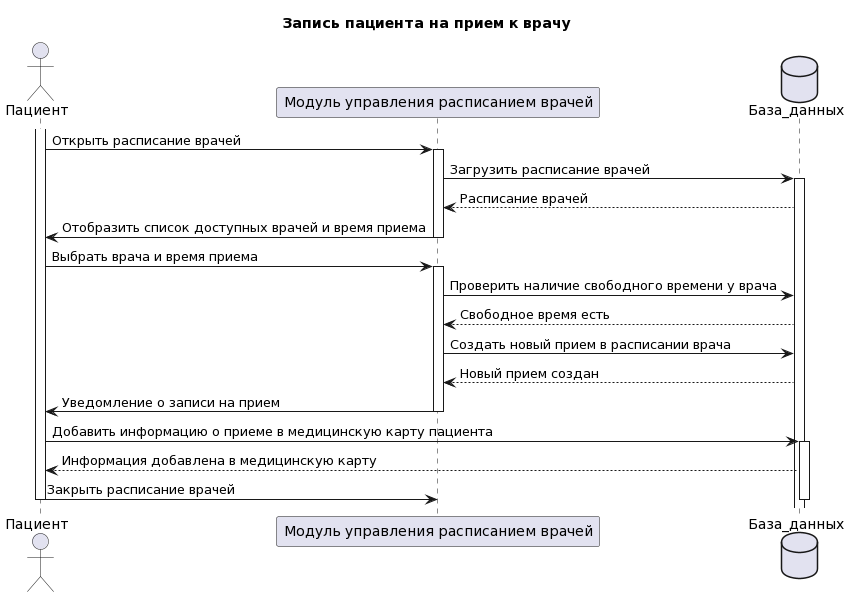 Запись пациента на прием к врачу
Пациент
Модуль управления расписанием врачей
База_данных
Открыть расписание врачей
Загрузить расписание врачей
Расписание врачей
Отобразить список доступных врачей и время приема
Выбрать врача и время приема
Проверить наличие свободного времени у врача
Свободное время есть
Создать новый прием в расписании врача
Новый прием создан
Уведомление о записи на прием
Добавить информацию о приеме в медицинскую карту пациента
Информация добавлена в медицинскую карту
Закрыть расписание врачей
Пациент
Модуль управления расписанием врачей
База_данных